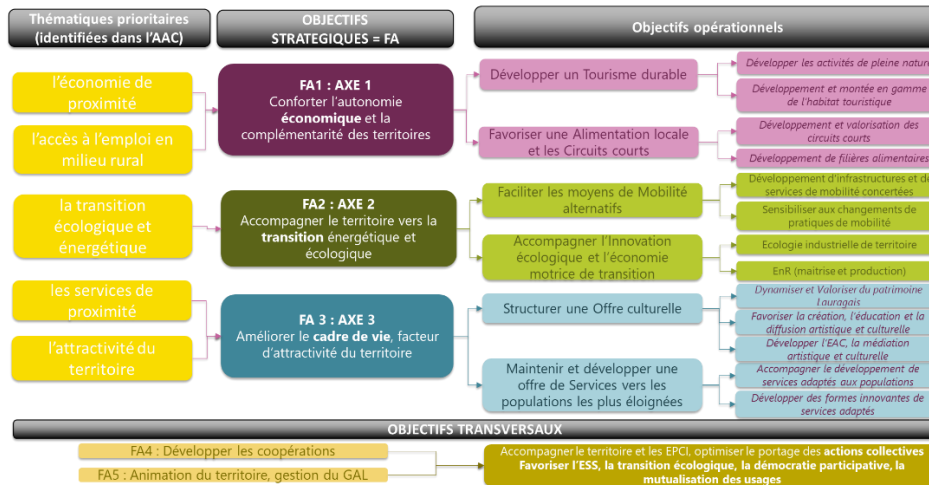 Thématiques prioritaires
(identifiées dans l'AAC)
OBJECTIFS
STRATEGIQUES = FA
Objectifs opérationnels
l'économie de
proximité
l'accès à l'emploi en
milieu rural
FA1 : AXE 1
Conforter l'autonomie
économique et la
complémentarité des territoires
Développer un Tourisme durable
Développer les activités de pleine nature
Développement et montée en gamme
de l'habitat touristique
Favoriser une Alimentation locale
et les Circuits courts
Développement et valorisation des
circuits courts
Développement de filières alimentaires
la transition
écologique et
énergétique
FA2 : AXE 2
Accompagner le territoire vers la
transition énergétique et
écologique
Faciliter les moyens de Mobilité
alternatifs
Développement d'infrastructures et de
services de mobilité concertées
Sensibiliser aux changements de
pratiques de mobilité
Accompagner l'Innovation
écologique et l'économie
motrice de transition
Ecologie industrielle de territoire
EnR (maitrise et production)
les services de
proximité
l'attractivité du
territoire
FA 3 : AXE 3
Améliorer le cadre de vie, facteur
d'attractivité du territoire
Structurer une Offre culturelle
Dynamiser et Valoriser du patrimoine
Lauragais
Favoriser la création, l'éducation et la
diffusion artistique et culturelle
Développer l'EAC, la médiation
artistique et culturelle
Maintenir et développer une
offre de Services vers les
populations les plus éloignées
Accompagner le développement de
services adaptés aux populations
Développer des formes innovantes de
services adaptés
OBJECTIFS TRANSVERSAUX
FA4 : Développer les coopérations
FA5 : Animation du territoire, gestion du GAL
Accompagner le territoire et les EPCI, optimiser le portage des actions collectives
Favoriser l'ESS, la transition écologique, la démocratie participative, la
mutualisation des usages